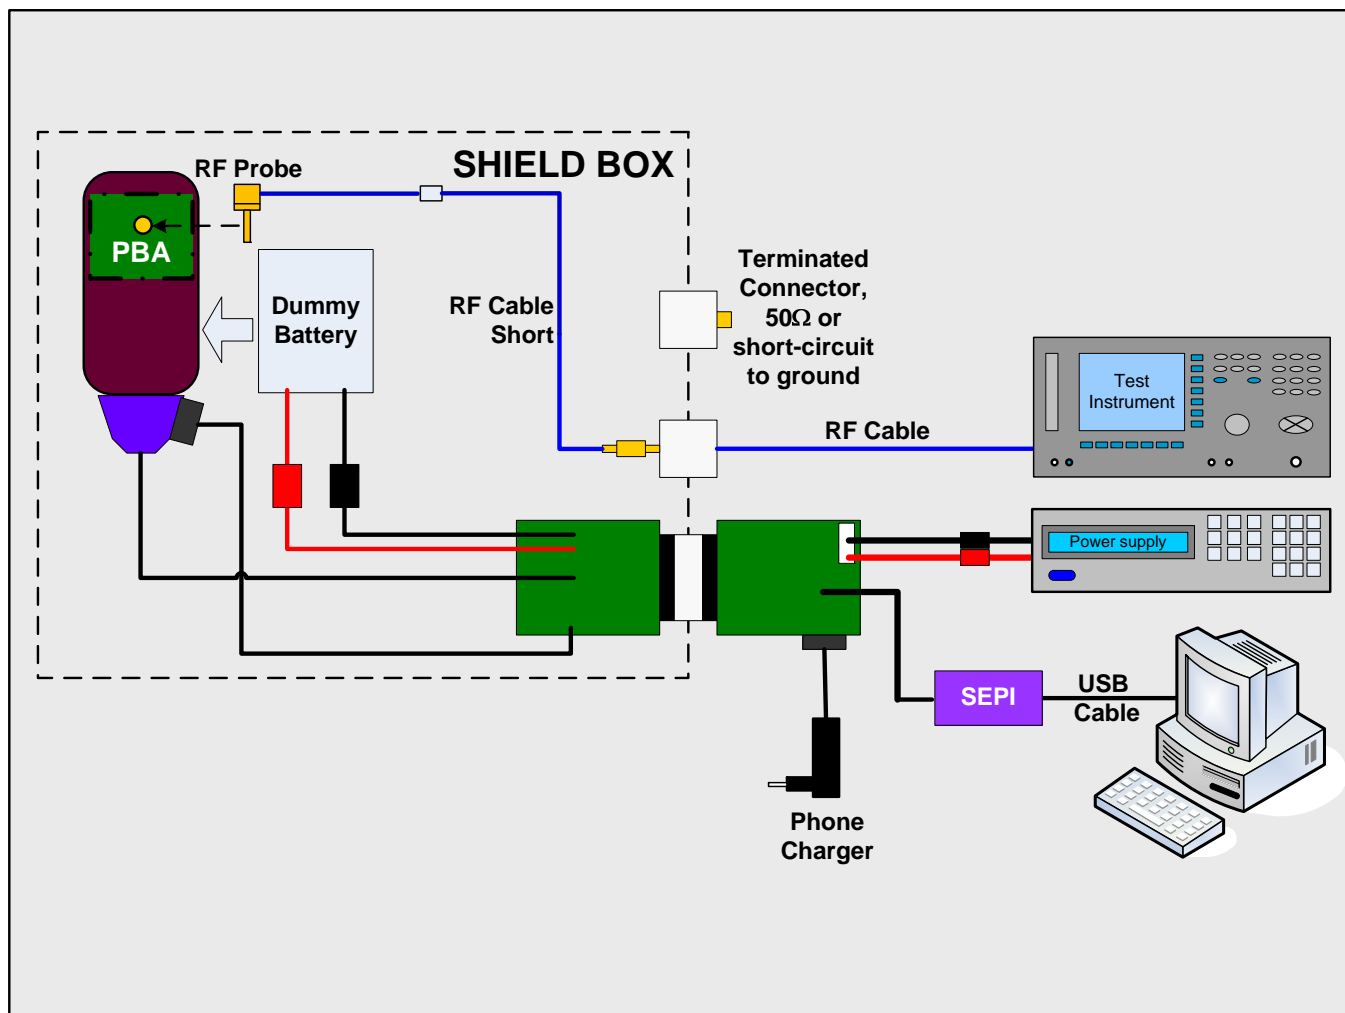 SHIELD BOX
RF Probe
PBA
Dummy
Battery
RF Cable
Short
Terminated
Connector,
50Ω or
short-circuit
to ground
Test
Instrument
RF Cable
Power supply
SEPI
USB
Cable
Phone
Charger